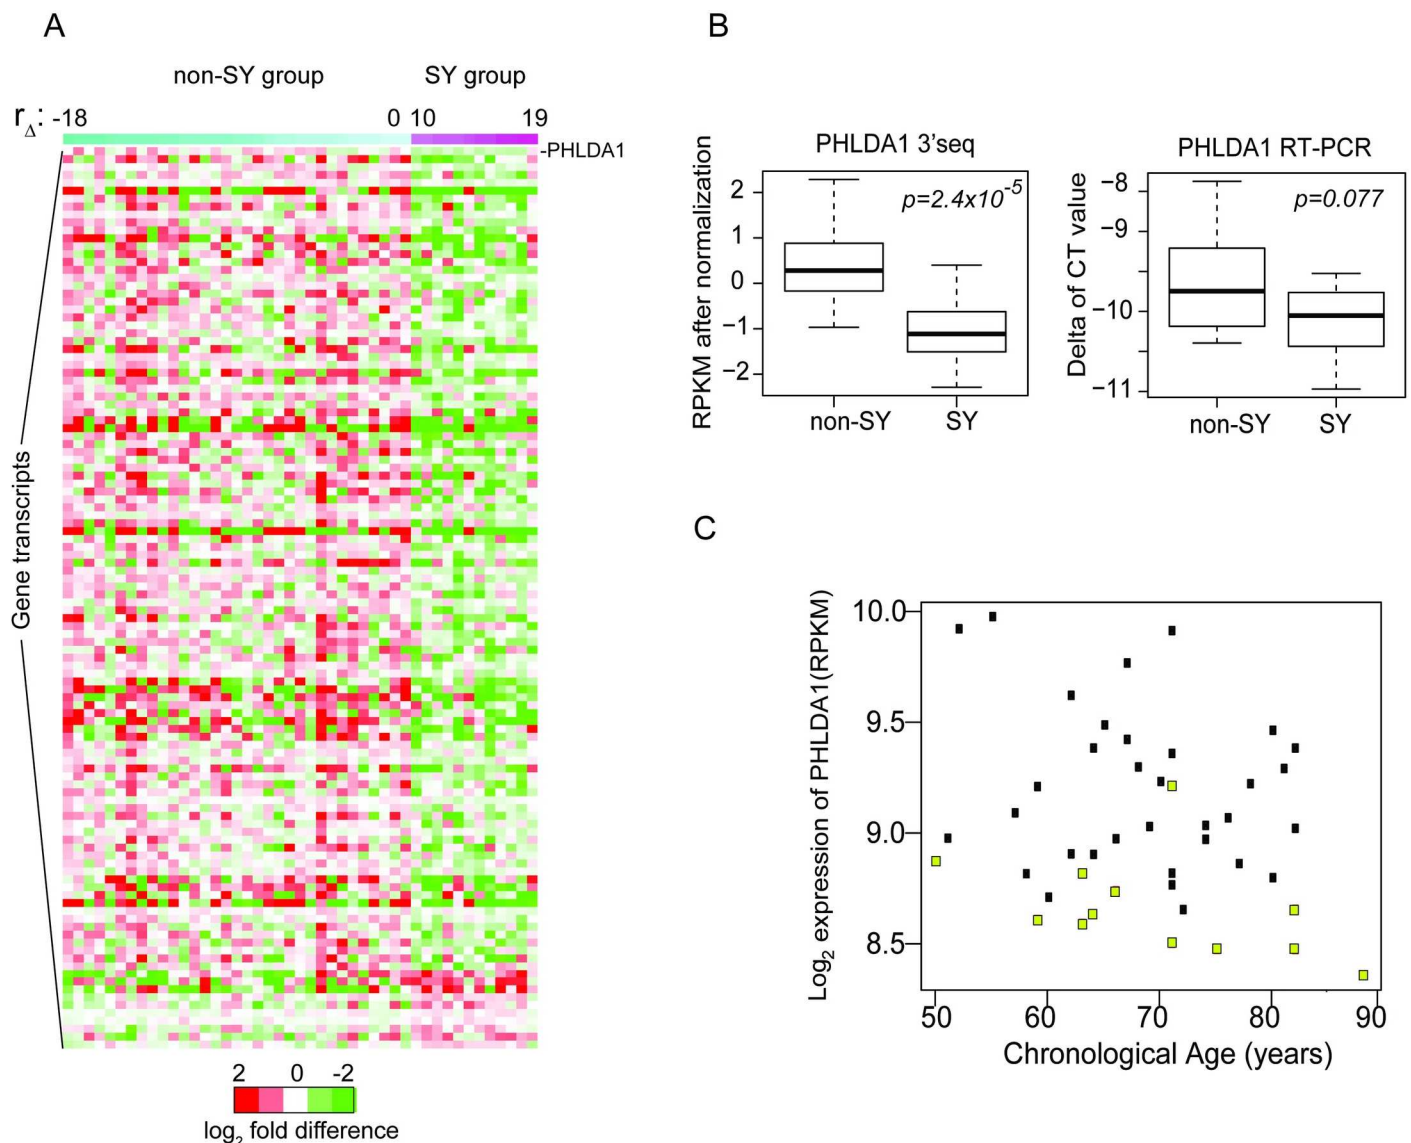 A
non-SY group SY group
rΔ: -18 0 10 19
-PHLDA1
Gene transcripts
2 0 -2
log2 fold difference
B
PHLDA1 3'seq
RPKM after normalization
2
1
0
−1
−2
p=2.4x10-5
non-SY SY
PHLDA1 RT-PCR
Delta of CT value
−8
−9
−10
−11
p=0.077
non-SY SY
C
Log2 expression of PHLDA1(RPKM)
10.0
9.5
9.0
8.5
50 60 70 80 90
Chronological Age (years)